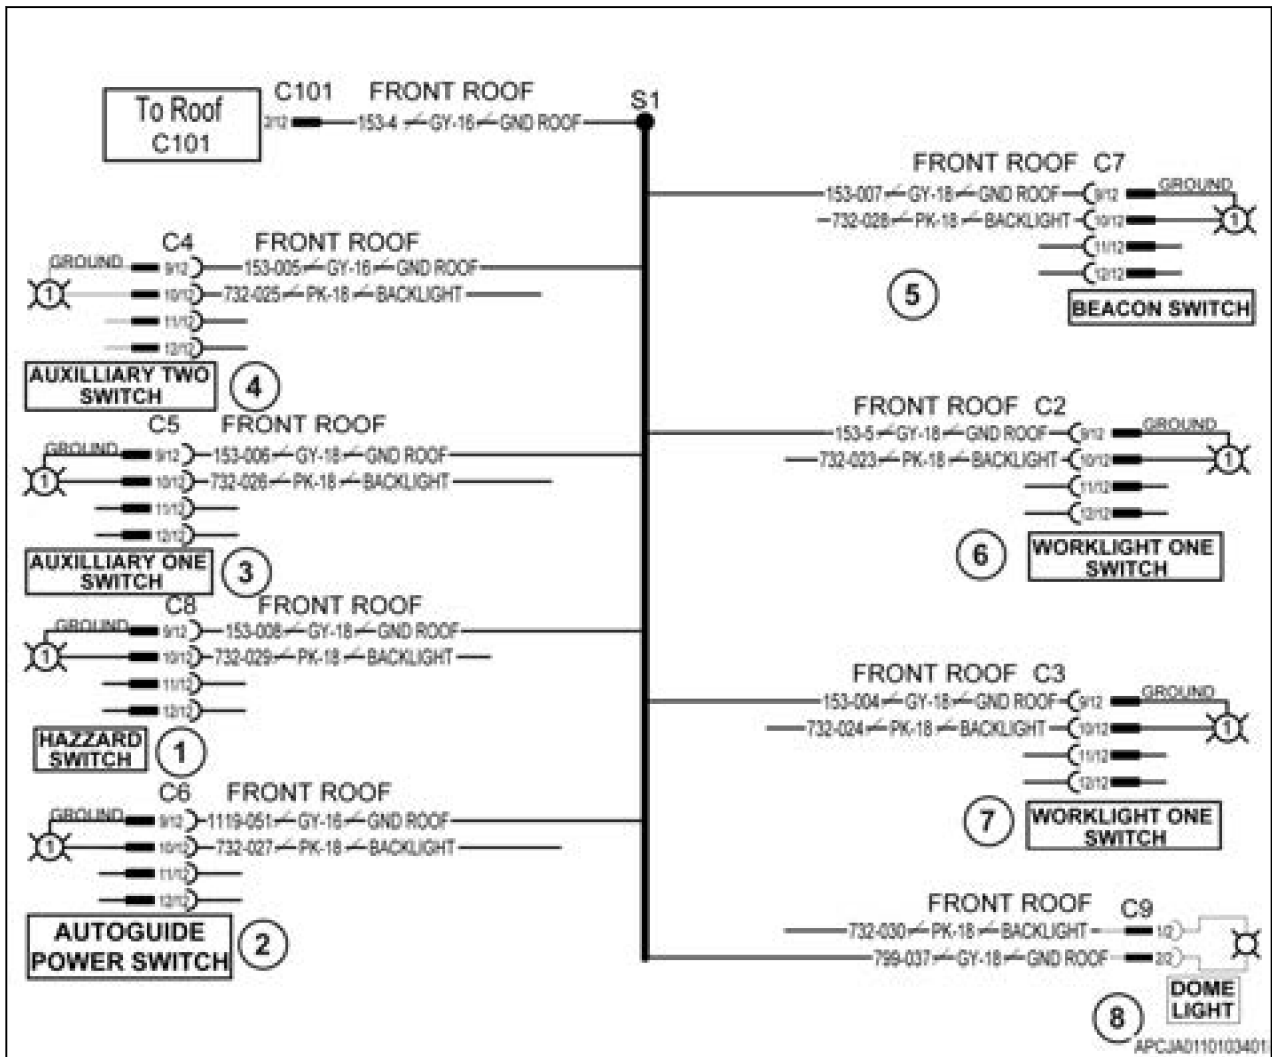 To Roof
C101
C101 FRONT ROOF
2/12 153-4 GY-16 GND ROOF
S1
FRONT ROOF C7
153-007 GY-18 GND ROOF 9/12 GROUND
732-028 PK-18 BACKLIGHT 10/12 1
11/12
12/12
5
BEACON SWITCH
C4 FRONT ROOF
GROUND 9/12 153-005 GY-16 GND ROOF
1 10/12 732-025 PK-18 BACKLIGHT
11/12
12/12
AUXILLIARY TWO
SWITCH
4
FRONT ROOF C2
153-5 GY-18 GND ROOF 9/12 GROUND
732-023 PK-18 BACKLIGHT 10/12 1
11/12
12/12
6
WORKLIGHT ONE
SWITCH
C5 FRONT ROOF
GROUND 9/12 153-006 GY-18 GND ROOF
1 10/12 732-026 PK-18 BACKLIGHT
11/12
12/12
AUXILLIARY ONE
SWITCH
3
C8 FRONT ROOF
GROUND 9/12 153-008 GY-18 GND ROOF
1 10/12 732-029 PK-18 BACKLIGHT
11/12
12/12
HAZZARD
SWITCH
1
FRONT ROOF C3
153-004 GY-18 GND ROOF 9/12 GROUND
732-024 PK-18 BACKLIGHT 10/12 1
11/12
12/12
7
WORKLIGHT ONE
SWITCH
C6 FRONT ROOF
GROUND 9/12 1119-051 GY-16 GND ROOF
1 10/12 732-027 PK-18 BACKLIGHT
11/12
12/12
AUTOGUIDE
POWER SWITCH
2
FRONT ROOF C9
732-030 PK-18 BACKLIGHT 1/2
799-037 GY-18 GND ROOF 2/2
DOME
LIGHT
8
APCJA0110103401